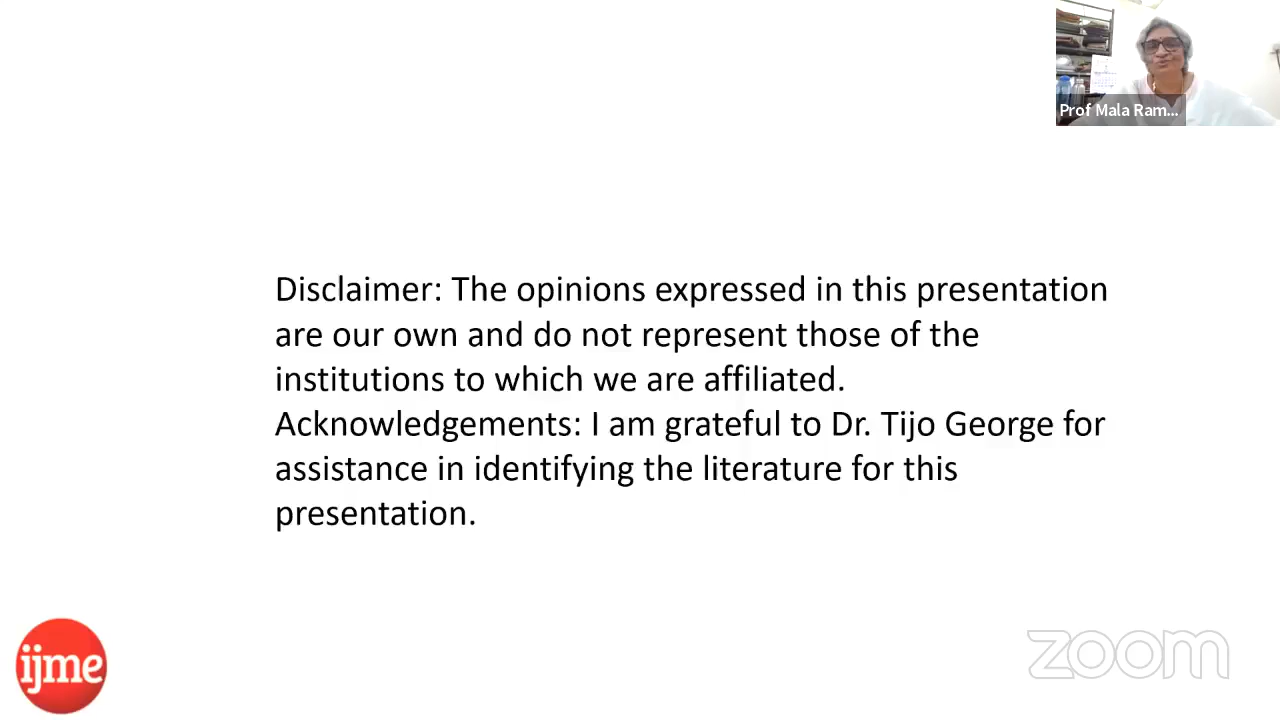 Prof Mala Ram...
Disclaimer: The opinions expressed in this presentation
are our own and do not represent those of the
institutions to which we are affiliated.
Acknowledgements: I am grateful to Dr. Tijo George for
assistance in identifying the literature for this
presentation.
ijme
zoom